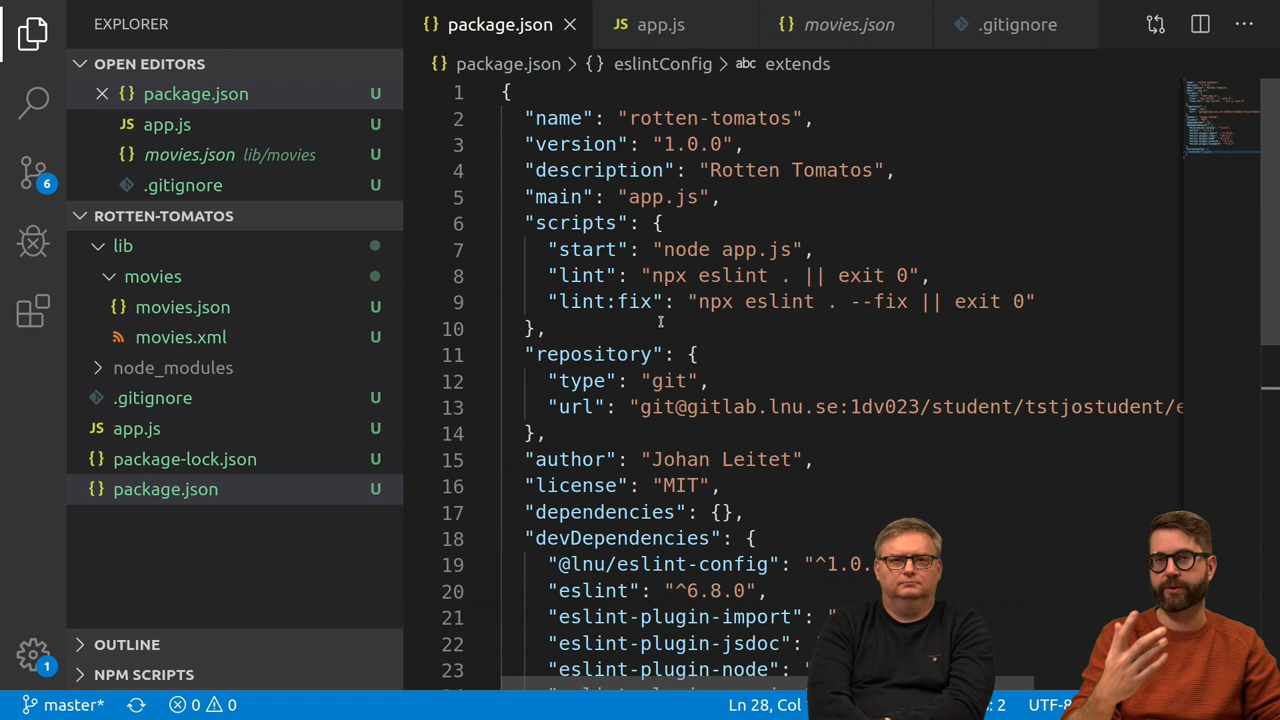 EXPLORER
OPEN EDITORS
{} package.json U
JS app.js U
{} movies.json lib/movies U
.gitignore U
ROTTEN-TOMATOS
lib
movies
{} movies.json U
movies.xml U
node_modules
.gitignore U
JS app.js U
{} package-lock.json U
{} package.json U
OUTLINE
NPM SCRIPTS
6
1
{} package.json
JS app.js
{} movies.json
.gitignore
{} package.json > {} eslintConfig > abc extends
1 {
2 "name": "rotten-tomatos",
3 "version": "1.0.0",
4 "description": "Rotten Tomatos",
5 "main": "app.js",
6 "scripts": {
7 "start": "node app.js",
8 "lint": "npx eslint . || exit 0",
9 "lint:fix": "npx eslint . --fix || exit 0"
10 },
11 "repository": {
12 "type": "git",
13 "url": "git@gitlab.lnu.se:1dv023/student/tstjostudent/e
14 },
15 "author": "Johan Leitet",
16 "license": "MIT",
17 "dependencies": {},
18 "devDependencies": {
19 "@lnu/eslint-config": "^1.0.
20 "eslint": "^6.8.0",
21 "eslint-plugin-import": "
22 "eslint-plugin-jsdoc":
23 "eslint-plugin-node": "
master* 0 0 Ln 28, Col : 2 UTF-8